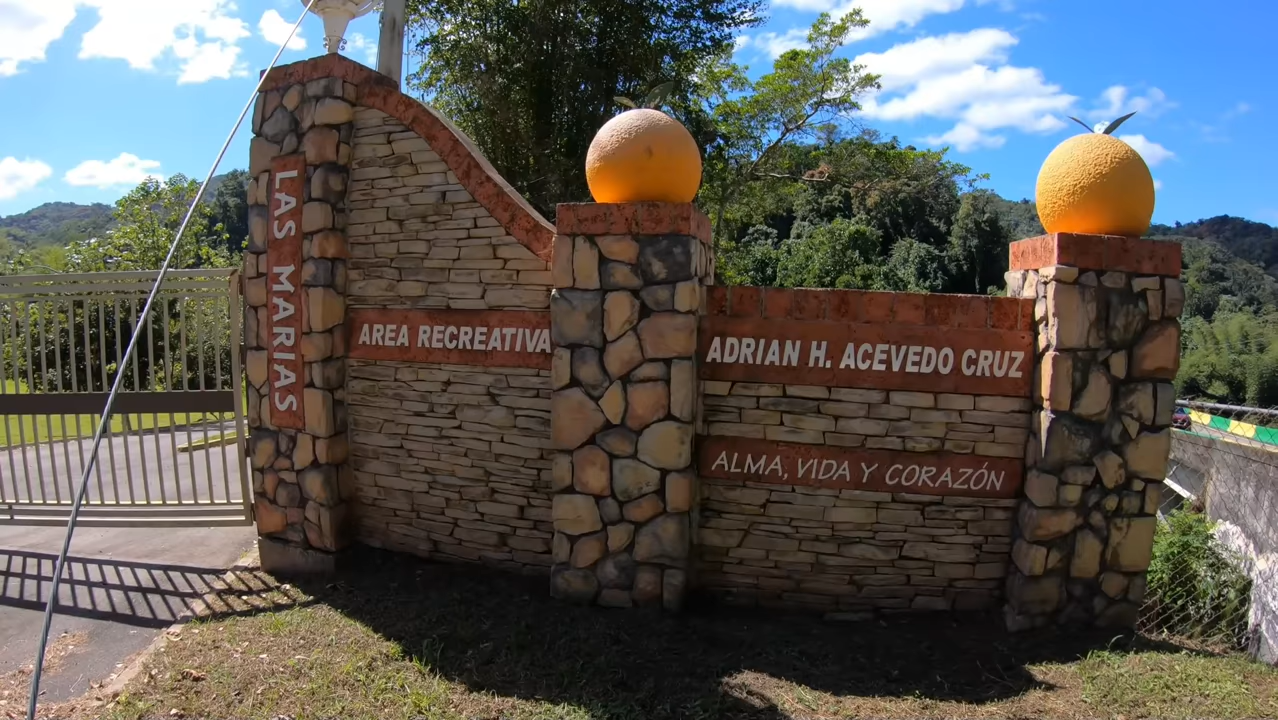 LAS MARIAS
AREA RECREATIVA
ADRIAN H. ACEVEDO CRUZ
ALMA, VIDA Y CORAZÓN